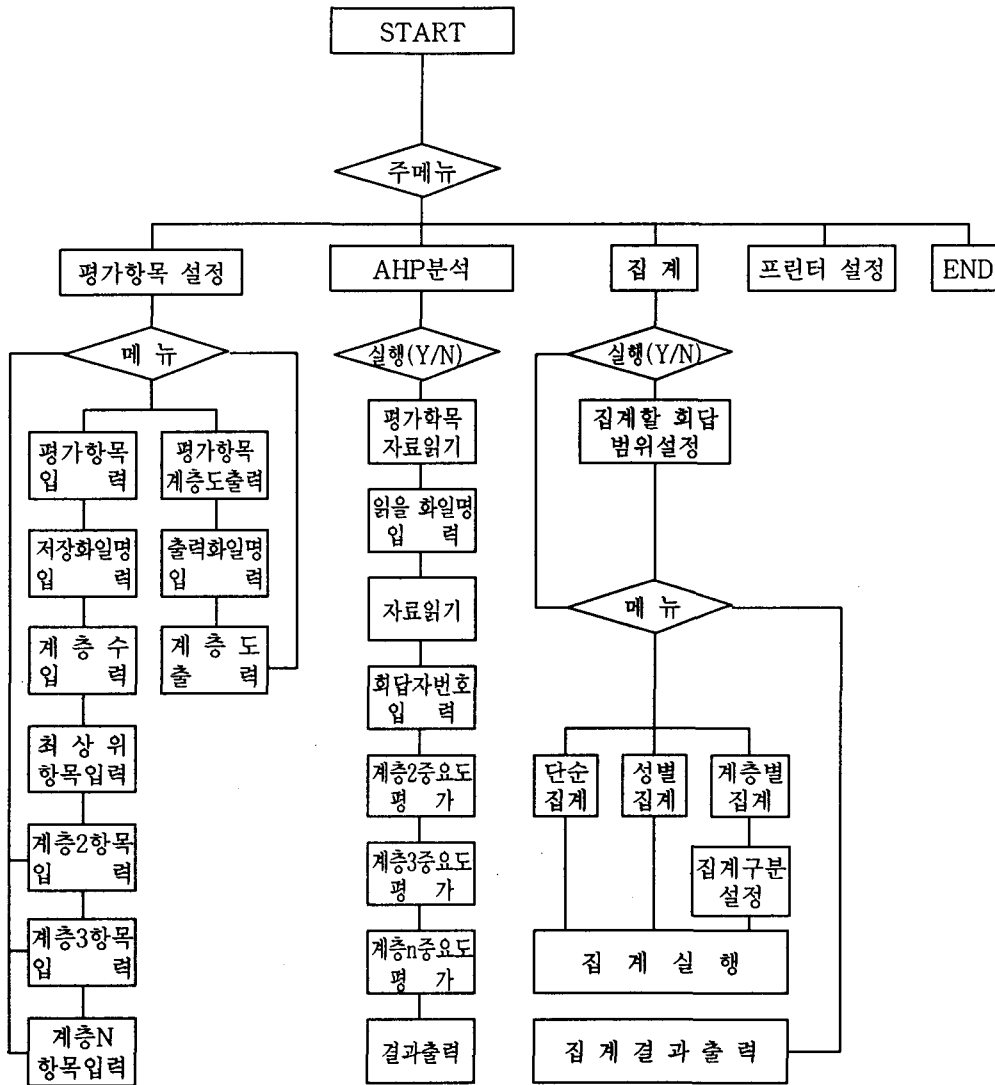 START
주메뉴
평가항목 설정
AHP분석
집 계
프린터 설정
END
메 뉴
실행(Y/N)
실행(Y/N)
평가항목
입 력
평가항목
계층도출력
저장화일명
입 력
출력화일명
입 력
계 층 수
입 력
계 층 도
출 력
최 상 위
항목입력
계층2항목
입 력
계층3항목
입 력
계층N
항목입력
평가학목
자료읽기
읽을 화일명
입 력
자료읽기
회답자번호
입 력
계층2중요도
평 가
계층3중요도
평 가
계층n중요도
평 가
결과출력
집계할 회답
범위설정
메 뉴
단순
집계
성별
집계
계층별
집계
집계구분
설정
집 계 실 행
집 계 결 과 출 력